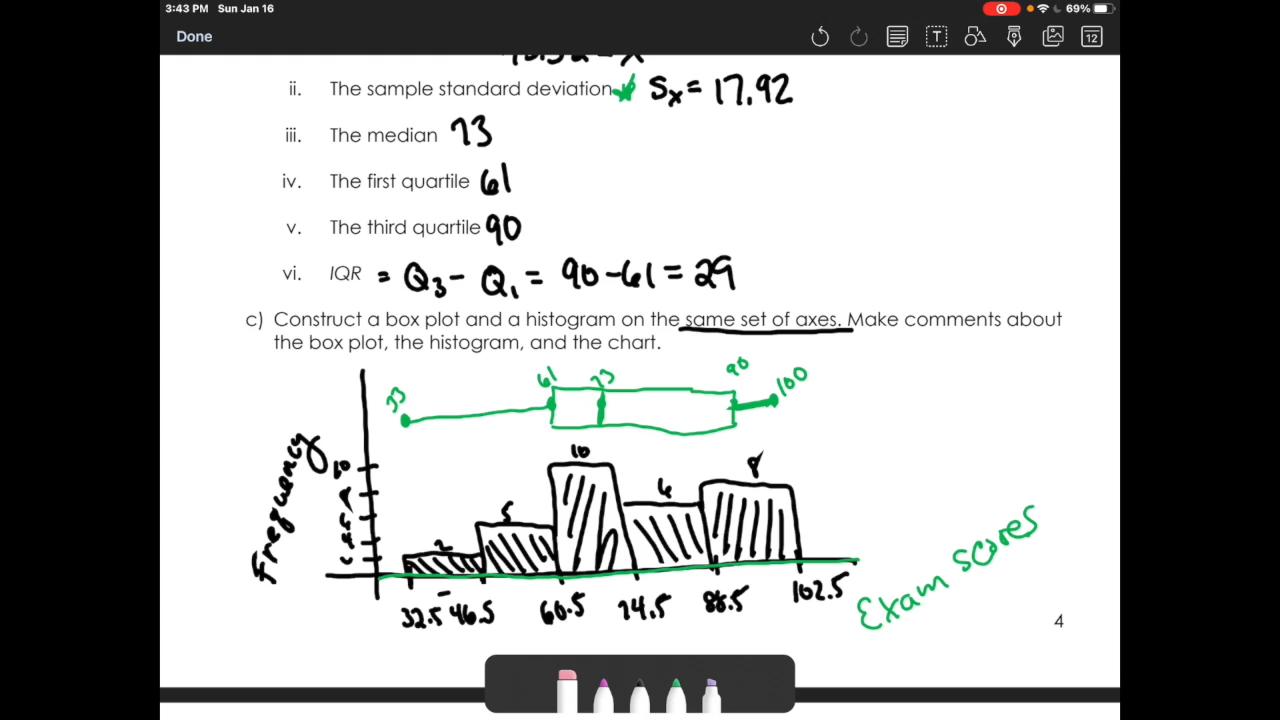 3:43 PM Sun Jan 16 69%
Done 12
ii. The sample standard deviation Sx = 17.92
iii. The median 73
iv. The first quartile 61
v. The third quartile 90
vi. IQR = Q3 - Q1 = 90 - 61 = 29
c) Construct a box plot and a histogram on the same set of axes. Make comments about
the box plot, the histogram, and the chart.
33 61 73 90 100
Frequency
10
2 5 10 6 8
32.5 46.5 60.5 74.5 88.5 102.5
Exam scores
4